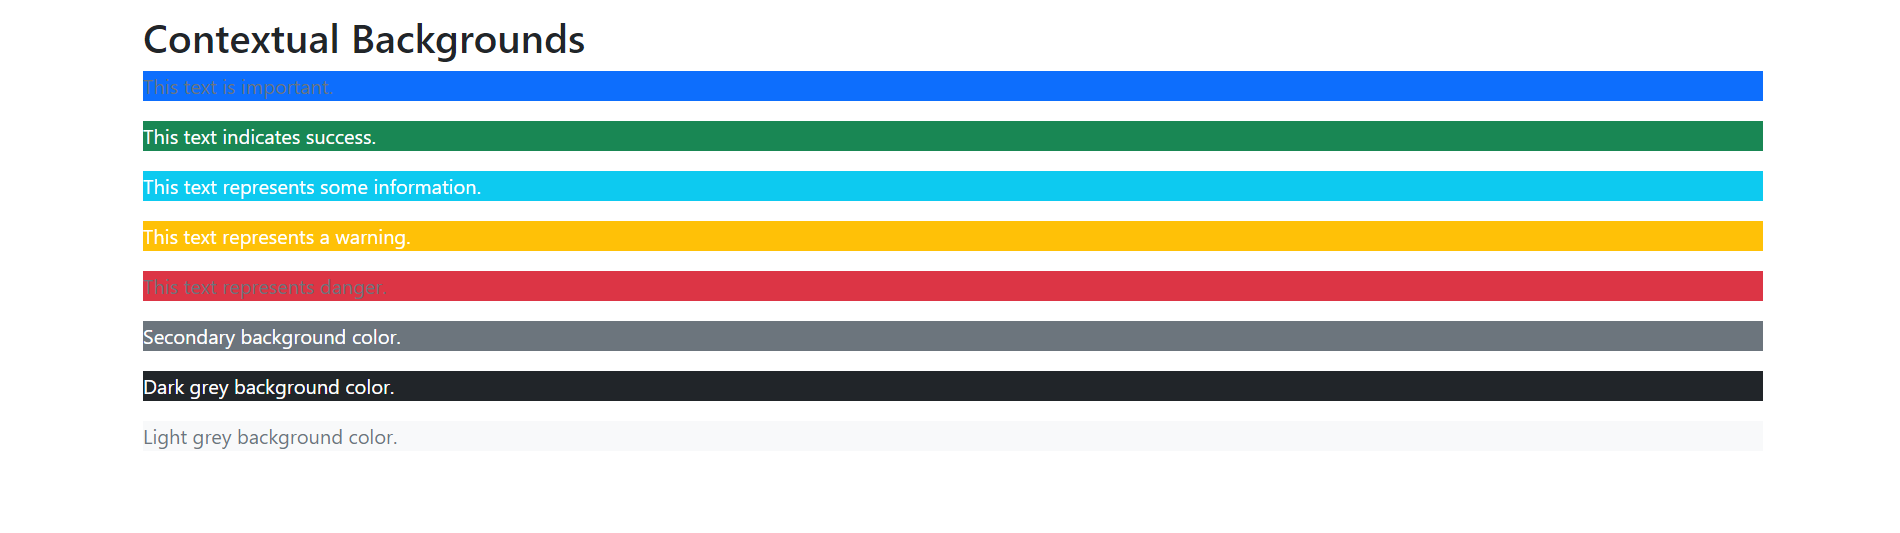 Contextual Backgrounds
This text is important.
This text indicates success.
This text represents some information.
This text represents a warning.
This text represents danger.
Secondary background color.
Dark grey background color.
Light grey background color.